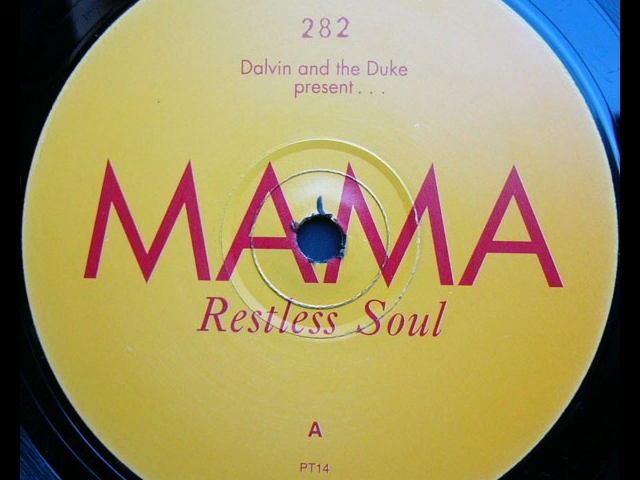 282
Dalvin and the Duke
present...
MAMA
Restless Soul
A
PT14